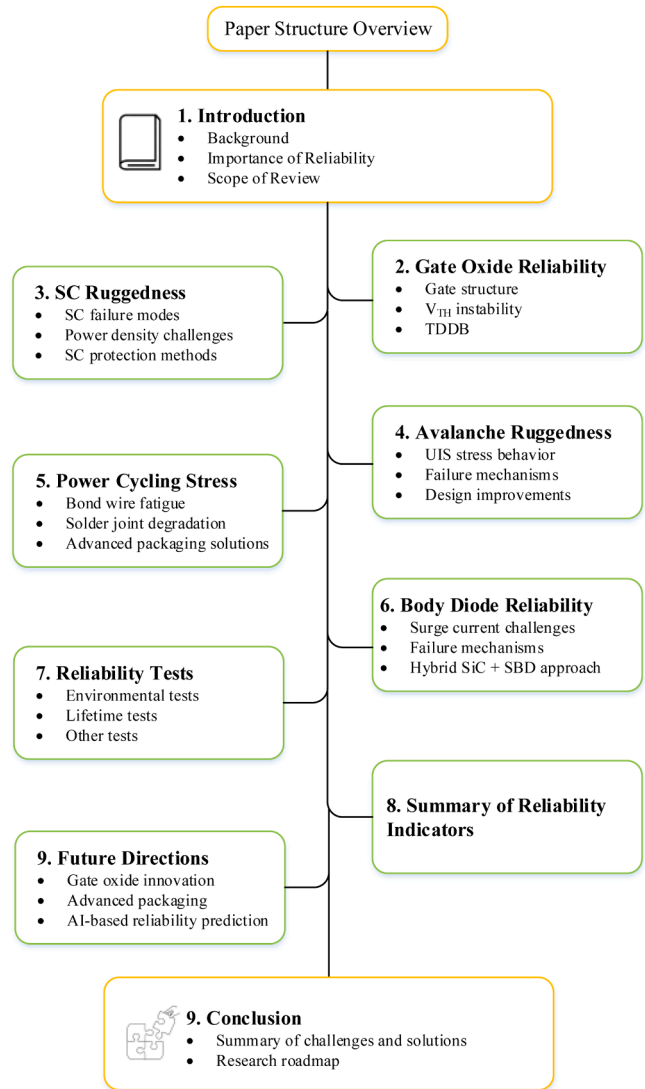 Paper Structure Overview
1. Introduction
• Background
• Importance of Reliability
• Scope of Review
2. Gate Oxide Reliability
• Gate structure
• VTH instability
• TDDB
3. SC Ruggedness
• SC failure modes
• Power density challenges
• SC protection methods
4. Avalanche Ruggedness
• UIS stress behavior
• Failure mechanisms
• Design improvements
5. Power Cycling Stress
• Bond wire fatigue
• Solder joint degradation
• Advanced packaging solutions
6. Body Diode Reliability
• Surge current challenges
• Failure mechanisms
• Hybrid SiC + SBD approach
7. Reliability Tests
• Environmental tests
• Lifetime tests
• Other tests
8. Summary of Reliability
Indicators
9. Future Directions
• Gate oxide innovation
• Advanced packaging
• AI-based reliability prediction
9. Conclusion
• Summary of challenges and solutions
• Research roadmap